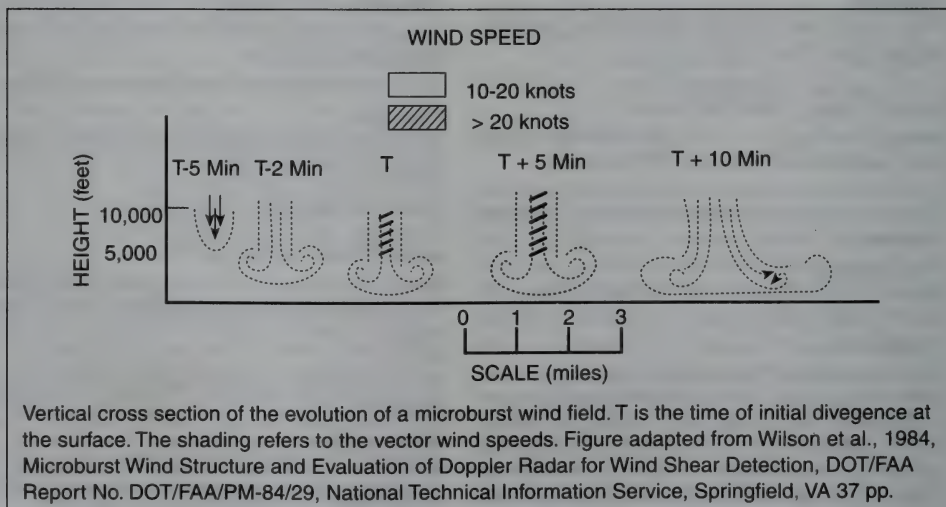 WIND SPEED
10-20 knots
> 20 knots
T-5 Min T-2 Min T T + 5 Min T + 10 Min
HEIGHT (feet)
10,000
5,000
0 1 2 3
SCALE (miles)
Vertical cross section of the evolution of a microburst wind field. T is the time of initial divegence at
the surface. The shading refers to the vector wind speeds. Figure adapted from Wilson et al., 1984,
Microburst Wind Structure and Evaluation of Doppler Radar for Wind Shear Detection, DOT/FAA
Report No. DOT/FAA/PM-84/29, National Technical Information Service, Springfield, VA 37 pp.